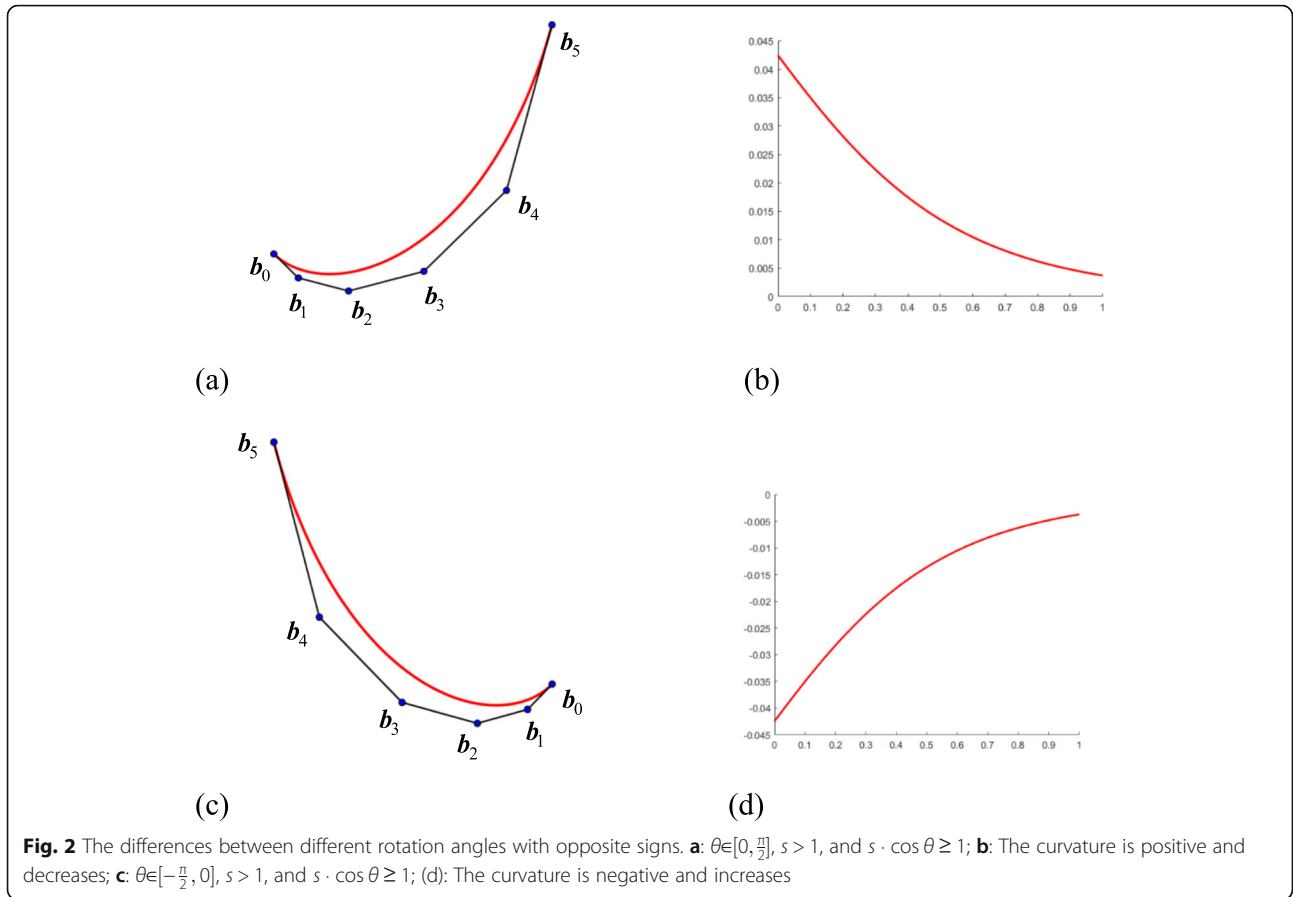 b5
b4
b0
b3
b1
b2
(a)
0.045
0.04
0.035
0.03
0.025
0.02
0.015
0.01
0.005
0
0 0.1 0.2 0.3 0.4 0.5 0.6 0.7 0.8 0.9 1
(b)
b5
b4
b0
b3
b1
b2
(c)
0
-0.005
-0.01
-0.015
-0.02
-0.025
-0.03
-0.035
-0.04
-0.045
0 0.1 0.2 0.3 0.4 0.5 0.6 0.7 0.8 0.9 1
(d)
Fig. 2 The differences between different rotation angles with opposite signs. a: θ∈[0, π/2], s > 1, and s · cos θ ≥ 1; b: The curvature is positive and
decreases; c: θ∈[−π/2, 0], s > 1, and s · cos θ ≥ 1; (d): The curvature is negative and increases